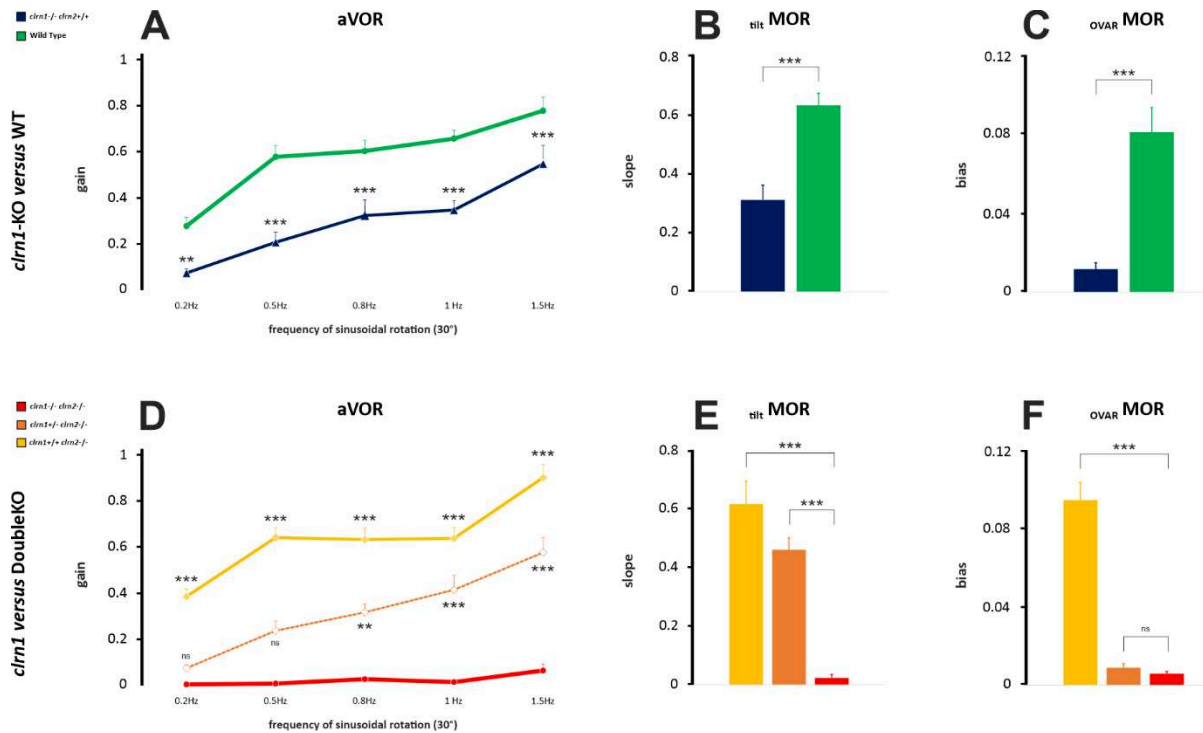 clrn1-/- clrn2+/+
Wild Type
clrn1-KO versus WT
A
aVOR
1
0.8
0.6
0.4
0.2
0
gain
**
***
***
***
***
0.2Hz 0.5Hz 0.8Hz 1 Hz 1.5Hz
frequency of sinusoidal rotation (30°)
B
tilt MOR
0.8
0.6
0.4
0.2
0
slope
***
C
OVAR MOR
0.12
0.08
0.04
0
bias
***
clrn1-/- clrn2-/-
clrn1+/- clrn2-/-
clrn1+/+ clrn2-/-
clrn1 versus DoubleKO
D
aVOR
1
0.8
0.6
0.4
0.2
0
gain
***
***
***
***
***
ns
ns
**
***
***
0.2Hz 0.5Hz 0.8Hz 1 Hz 1.5Hz
frequency of sinusoidal rotation (30°)
E
tilt MOR
0.8
0.6
0.4
0.2
0
slope
***
***
F
OVAR MOR
0.12
0.08
0.04
0
bias
***
ns